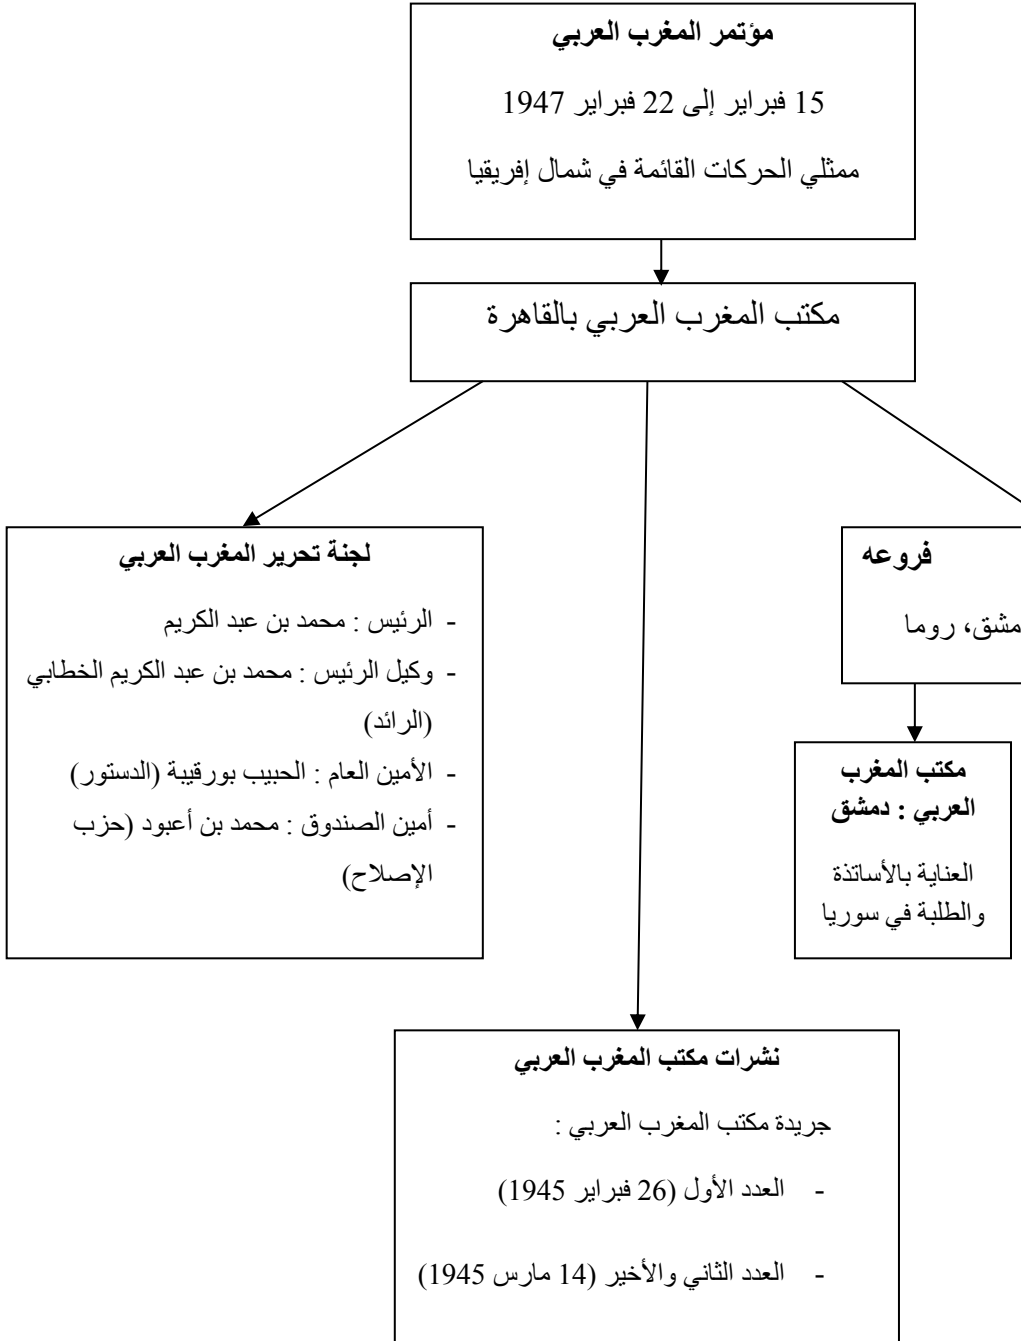 مؤتمر المغرب العربي
15 فبراير إلى 22 فبراير 1947
ممثلي الحركات القائمة في شمال إفريقيا
مكتب المغرب العربي بالقاهرة
فروعه
روما
مكتب المغرب
العربي : دمشق
العناية بالأساتذة
والطلبة في سوريا
لجنة تحرير المغرب العربي
- الرئيس : محمد بن عبد الكريم
- وكيل الرئيس : محمد بن عبد الكريم الخطابي
(الرائد)
- الأمين العام : الحبيب بورقيبة (الدستور)
- أمين الصندوق : محمد بن أعبود (حزب
الإصلاح)
نشرات مكتب المغرب العربي
جريدة مكتب المغرب العربي :
- العدد الأول (26 فبراير 1945)
- العدد الثاني والأخير (14 مارس 1945)